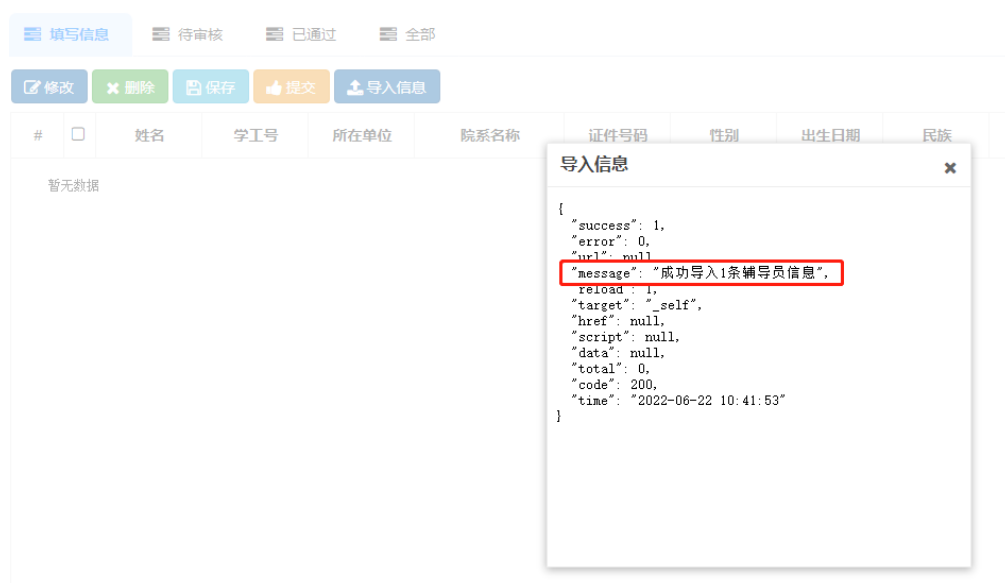 填写信息 待审核 已通过 全部
修改 删除 保存 提交 导入信息
# 姓名 学工号 所在单位 院系名称 证件号码 性别 出生日期 民族
暂无数据
导入信息
{
"success": 1,
"error": 0,
"url": null
"message": "成功导入1条辅导员信息",
"reload": 1,
"target": "_self",
"href": null,
"script": null,
"data": null,
"total": 0,
"code": 200,
"time": "2022-06-22 10:41:53"
}